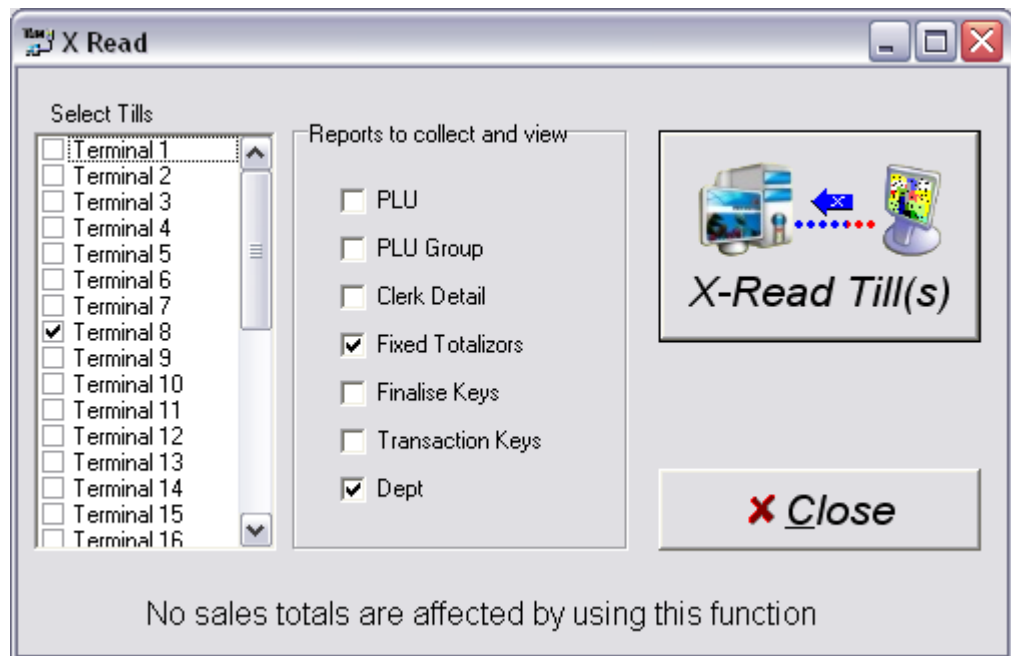 X Read
Select Tills
Terminal 1
Terminal 2
Terminal 3
Terminal 4
Terminal 5
Terminal 6
Terminal 7
Terminal 8
Terminal 9
Terminal 10
Terminal 11
Terminal 12
Terminal 13
Terminal 14
Terminal 15
Terminal 16
Reports to collect and view
PLU
PLU Group
Clerk Detail
Fixed Totalizors
Finalise Keys
Transaction Keys
Dept
X
X-Read Till(s)
Close
No sales totals are affected by using this function